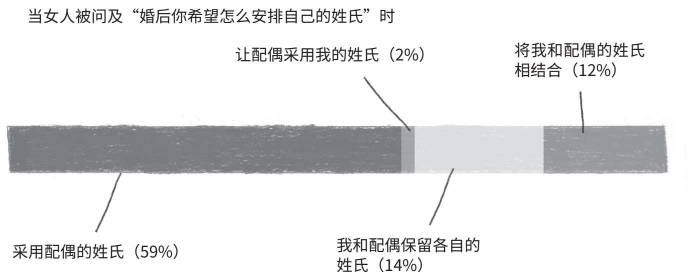 当女人被问及“婚后你希望怎么安排自己的姓氏”时
让配偶采用我的姓氏（2%）
将我和配偶的姓氏
相结合（12%）
采用配偶的姓氏（59%）
我和配偶保留各自的
姓氏（14%）